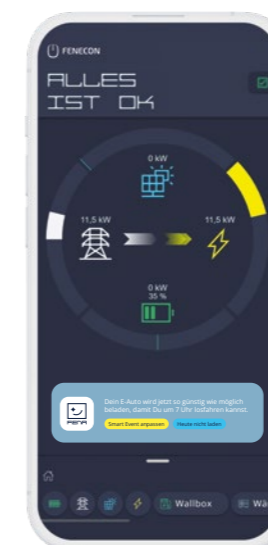 FENECON
ALLES
IST OK
0 kW
11,5 kW
11,5 kW
0 kW
35 %
Dein E-Auto wird jetzt so günstig wie möglich
beladen, damit Du um 7 Uhr losfahren kannst.
Smart Event anpassen
Heute nicht laden
FENA
Wallbox
Wä